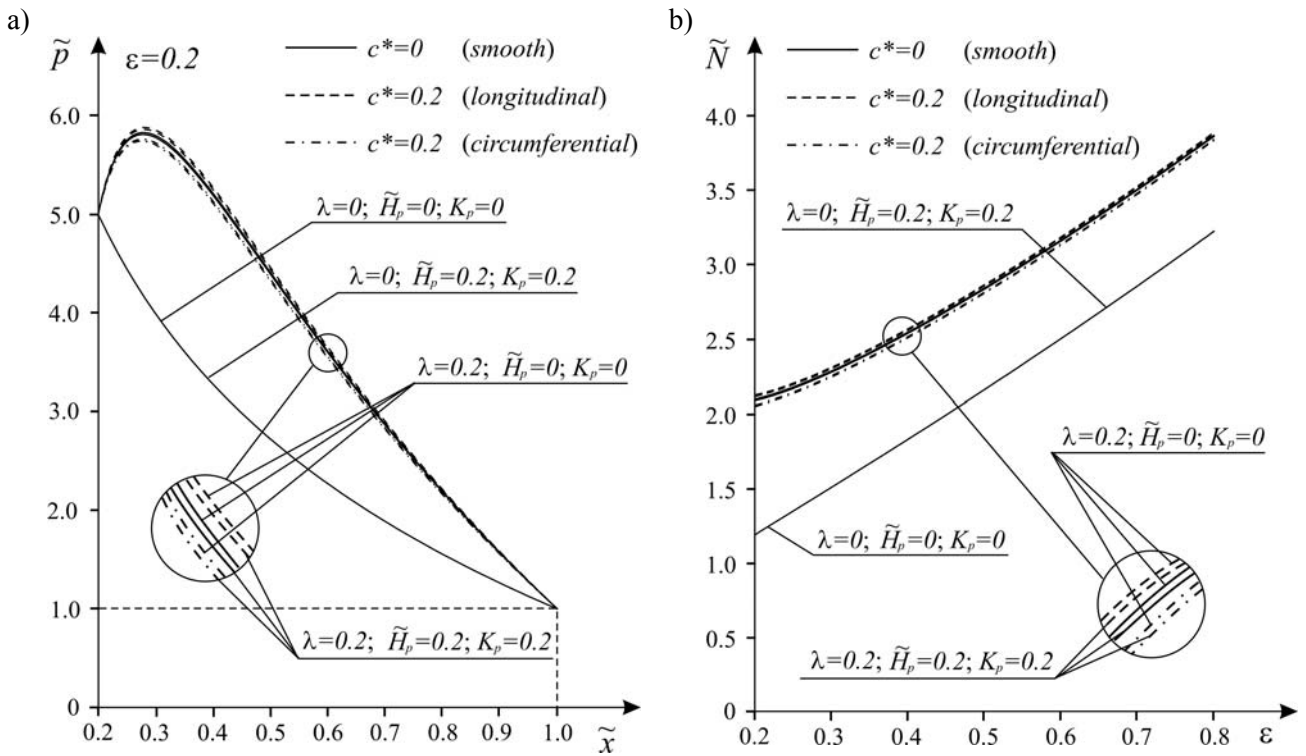 a)
p̃
ε=0.2
c*=0 (smooth)
c*=0.2 (longitudinal)
c*=0.2 (circumferential)
6.0
5.0
4.0
3.0
2.0
1.0
0
λ=0; H̃ₚ=0; Kₚ=0
λ=0; H̃ₚ=0.2; Kₚ=0.2
λ=0.2; H̃ₚ=0; Kₚ=0
λ=0.2; H̃ₚ=0.2; Kₚ=0.2
0.2 0.3 0.4 0.5 0.6 0.7 0.8 0.9 1.0 x̃
b)
Ñ
c*=0 (smooth)
c*=0.2 (longitudinal)
c*=0.2 (circumferential)
4.0
3.5
3.0
2.5
2.0
1.5
1.0
0.5
0
λ=0; H̃ₚ=0.2; Kₚ=0.2
λ=0.2; H̃ₚ=0; Kₚ=0
λ=0; H̃ₚ=0; Kₚ=0
λ=0.2; H̃ₚ=0.2; Kₚ=0.2
0.2 0.3 0.4 0.5 0.6 0.7 0.8 ε